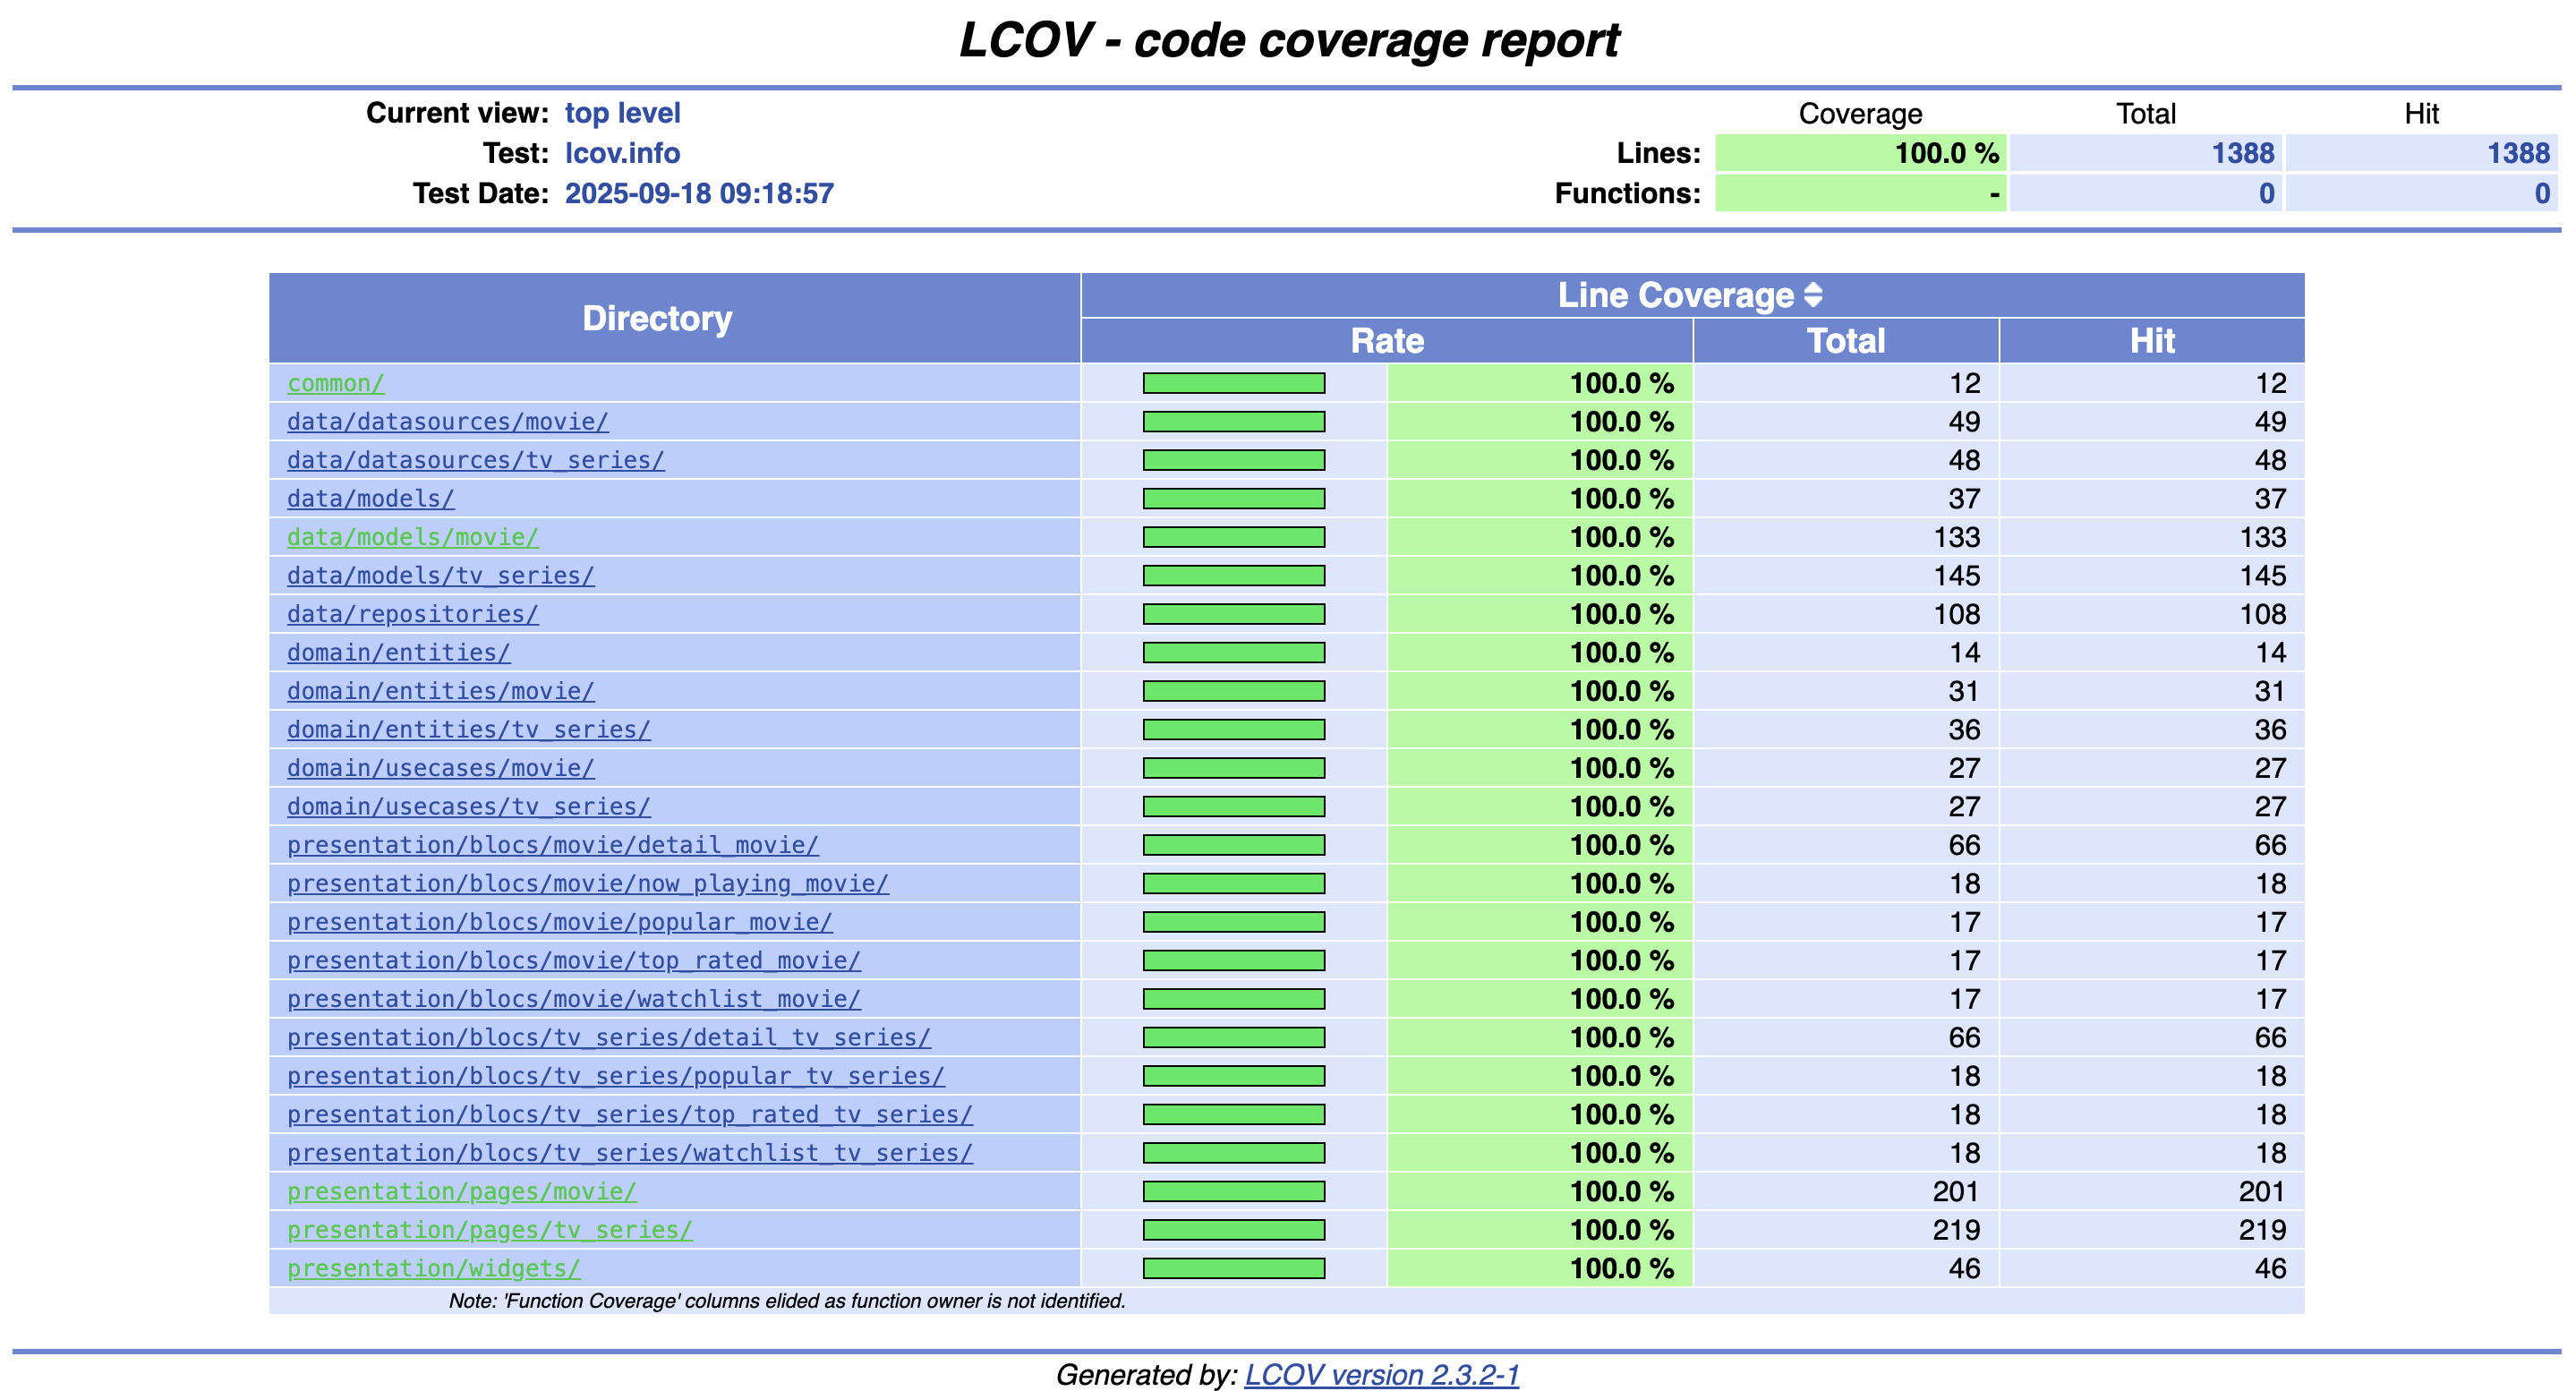 LCOV - code coverage report
Current view: top level Coverage Total Hit
Test: lcov.info Lines: 100.0 % 1388 1388
Test Date: 2025-09-18 09:18:57 Functions: - 0 0
Directory Line Coverage
Rate Total Hit
common/ 100.0 % 12 12
data/datasources/movie/ 100.0 % 49 49
data/datasources/tv_series/ 100.0 % 48 48
data/models/ 100.0 % 37 37
data/models/movie/ 100.0 % 133 133
data/models/tv_series/ 100.0 % 145 145
data/repositories/ 100.0 % 108 108
domain/entities/ 100.0 % 14 14
domain/entities/movie/ 100.0 % 31 31
domain/entities/tv_series/ 100.0 % 36 36
domain/usecases/movie/ 100.0 % 27 27
domain/usecases/tv_series/ 100.0 % 27 27
presentation/blocs/movie/detail_movie/ 100.0 % 66 66
presentation/blocs/movie/now_playing_movie/ 100.0 % 18 18
presentation/blocs/movie/popular_movie/ 100.0 % 17 17
presentation/blocs/movie/top_rated_movie/ 100.0 % 17 17
presentation/blocs/movie/watchlist_movie/ 100.0 % 17 17
presentation/blocs/tv_series/detail_tv_series/ 100.0 % 66 66
presentation/blocs/tv_series/popular_tv_series/ 100.0 % 18 18
presentation/blocs/tv_series/top_rated_tv_series/ 100.0 % 18 18
presentation/blocs/tv_series/watchlist_tv_series/ 100.0 % 18 18
presentation/pages/movie/ 100.0 % 201 201
presentation/pages/tv_series/ 100.0 % 219 219
presentation/widgets/ 100.0 % 46 46
Note: 'Function Coverage' columns elided as function owner is not identified.
Generated by: LCOV version 2.3.2-1